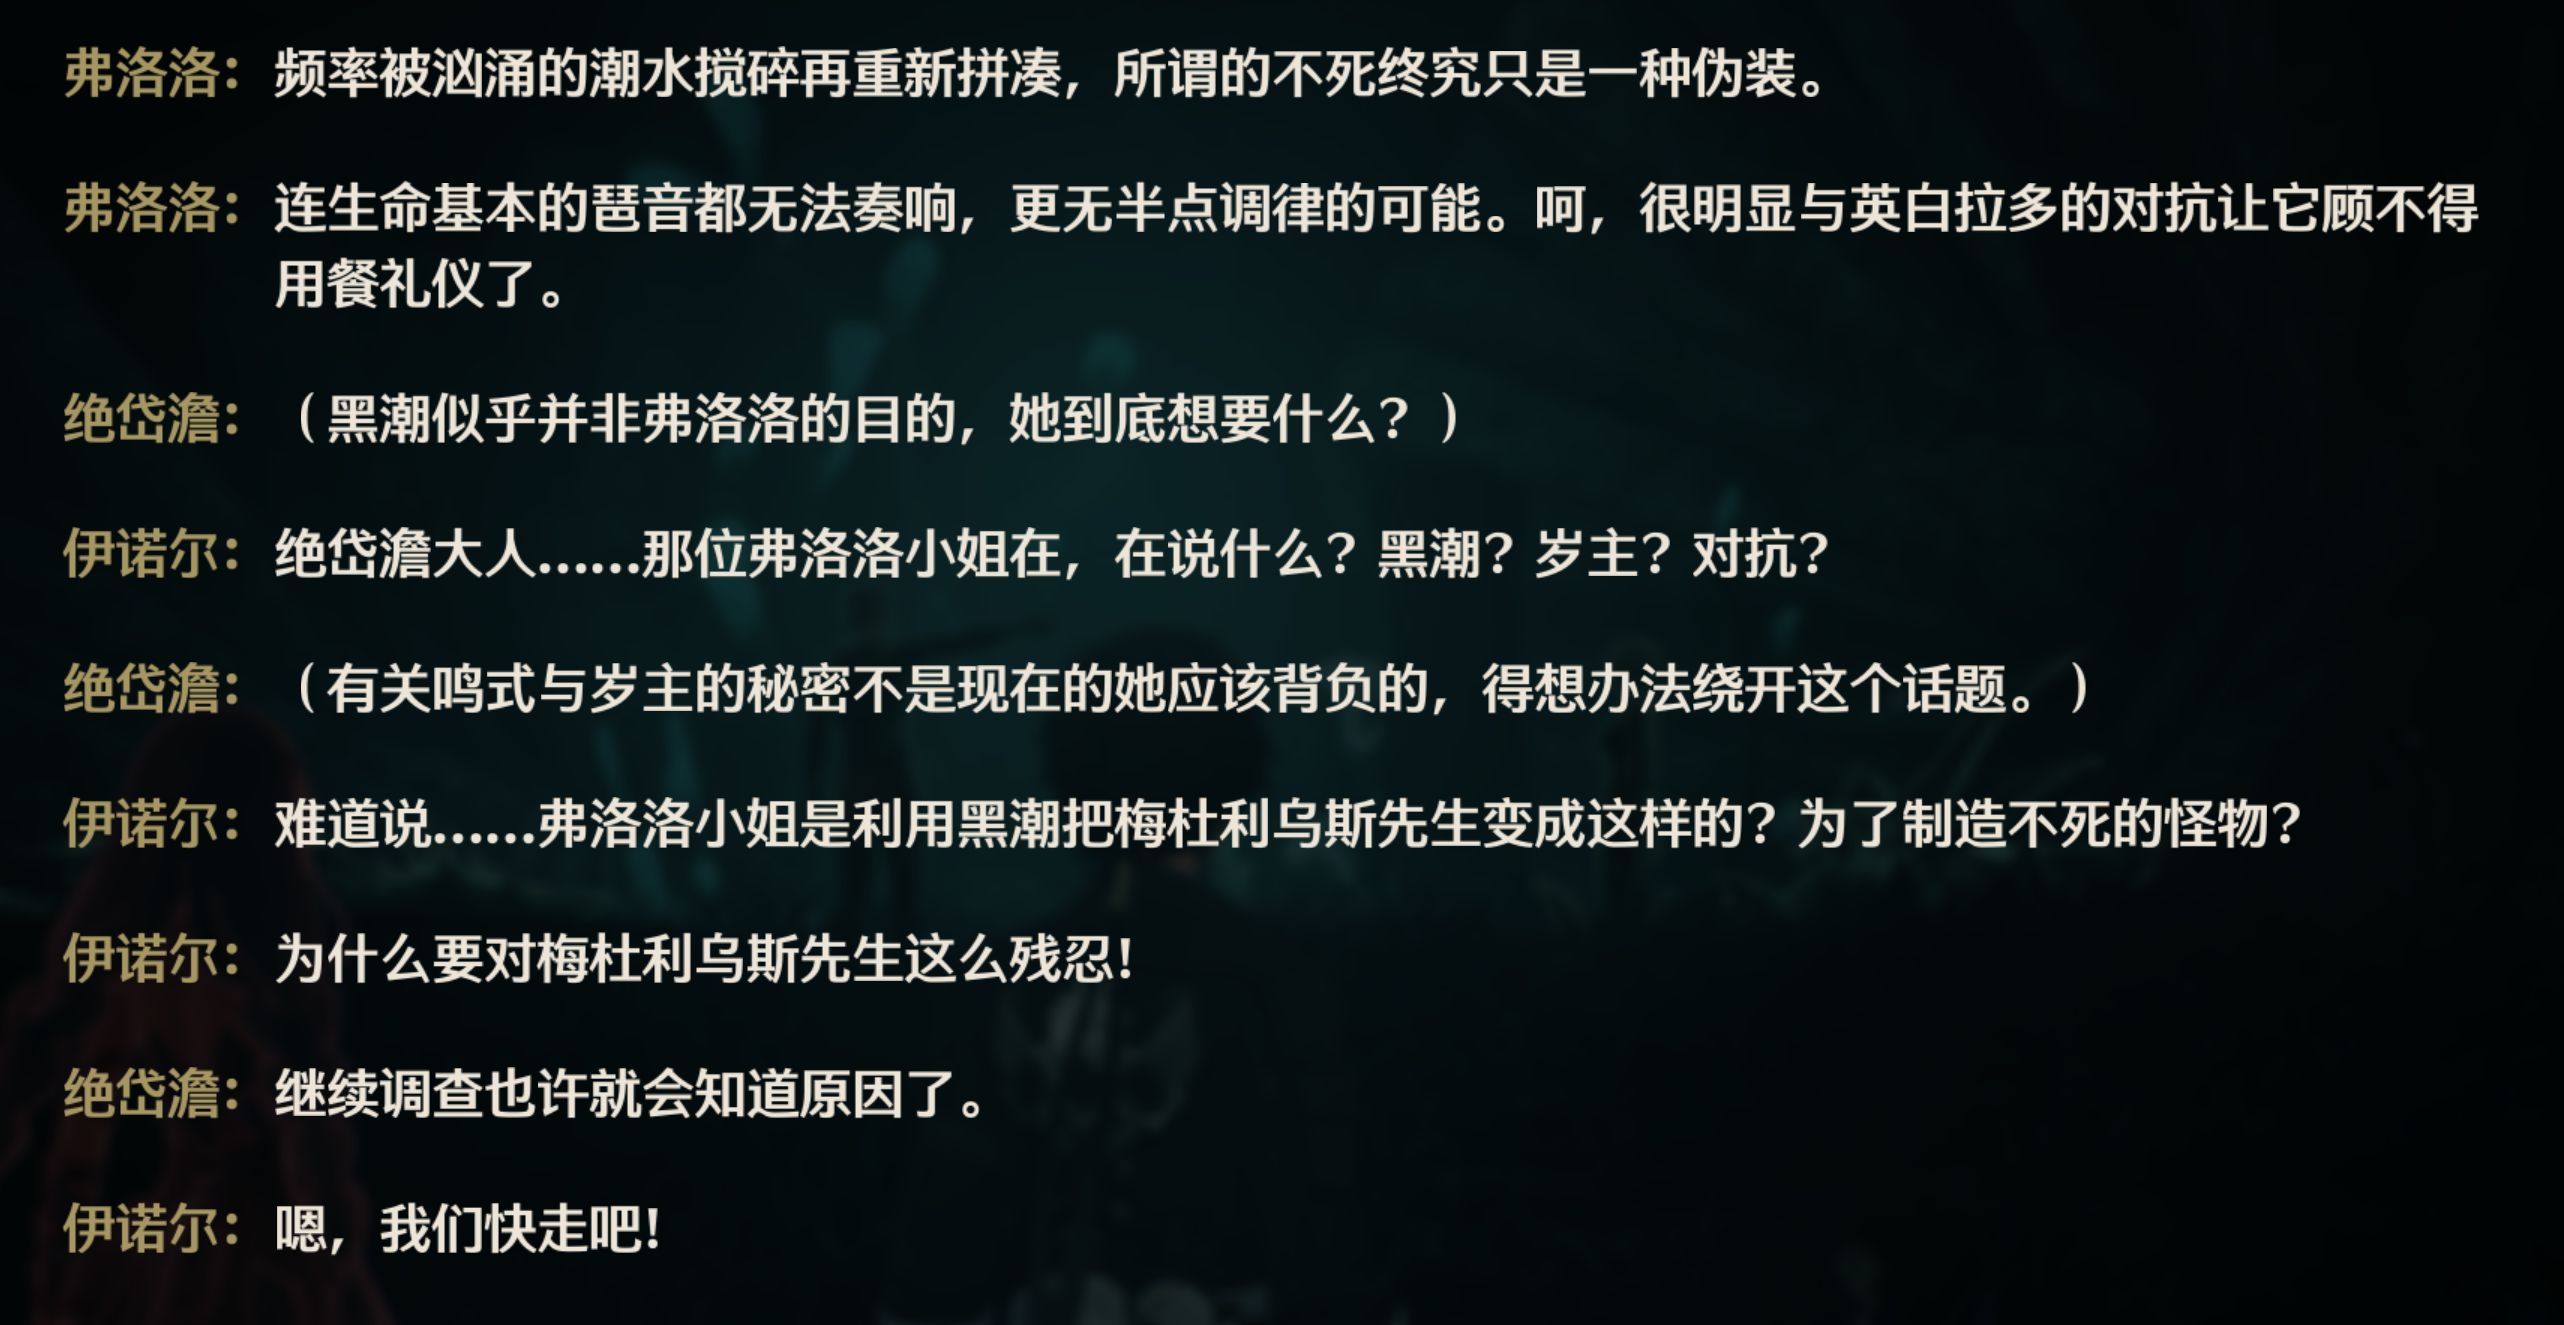 弗洛洛：频率被汹涌的潮水搅碎再重新拼凑，所谓的不死终究只是一种伪装。
弗洛洛：连生命基本的琶音都无法奏响，更无半点调律的可能。呵，很明显与英白拉多的对抗让它顾不得
用餐礼仪了。
绝岱澹：（黑潮似乎并非弗洛洛的目的，她到底想要什么？）
伊诺尔：绝岱澹大人......那位弗洛洛小姐在，在说什么？黑潮？岁主？对抗？
绝岱澹：（有关鸣式与岁主的秘密不是现在的她应该背负的，得想办法绕开这个话题。）
伊诺尔：难道说......弗洛洛小姐是利用黑潮把梅杜利乌斯先生变成这样的？为了制造不死的怪物？
伊诺尔：为什么要对梅杜利乌斯先生这么残忍！
绝岱澹：继续调查也许就会知道原因了。
伊诺尔：嗯，我们快走吧！